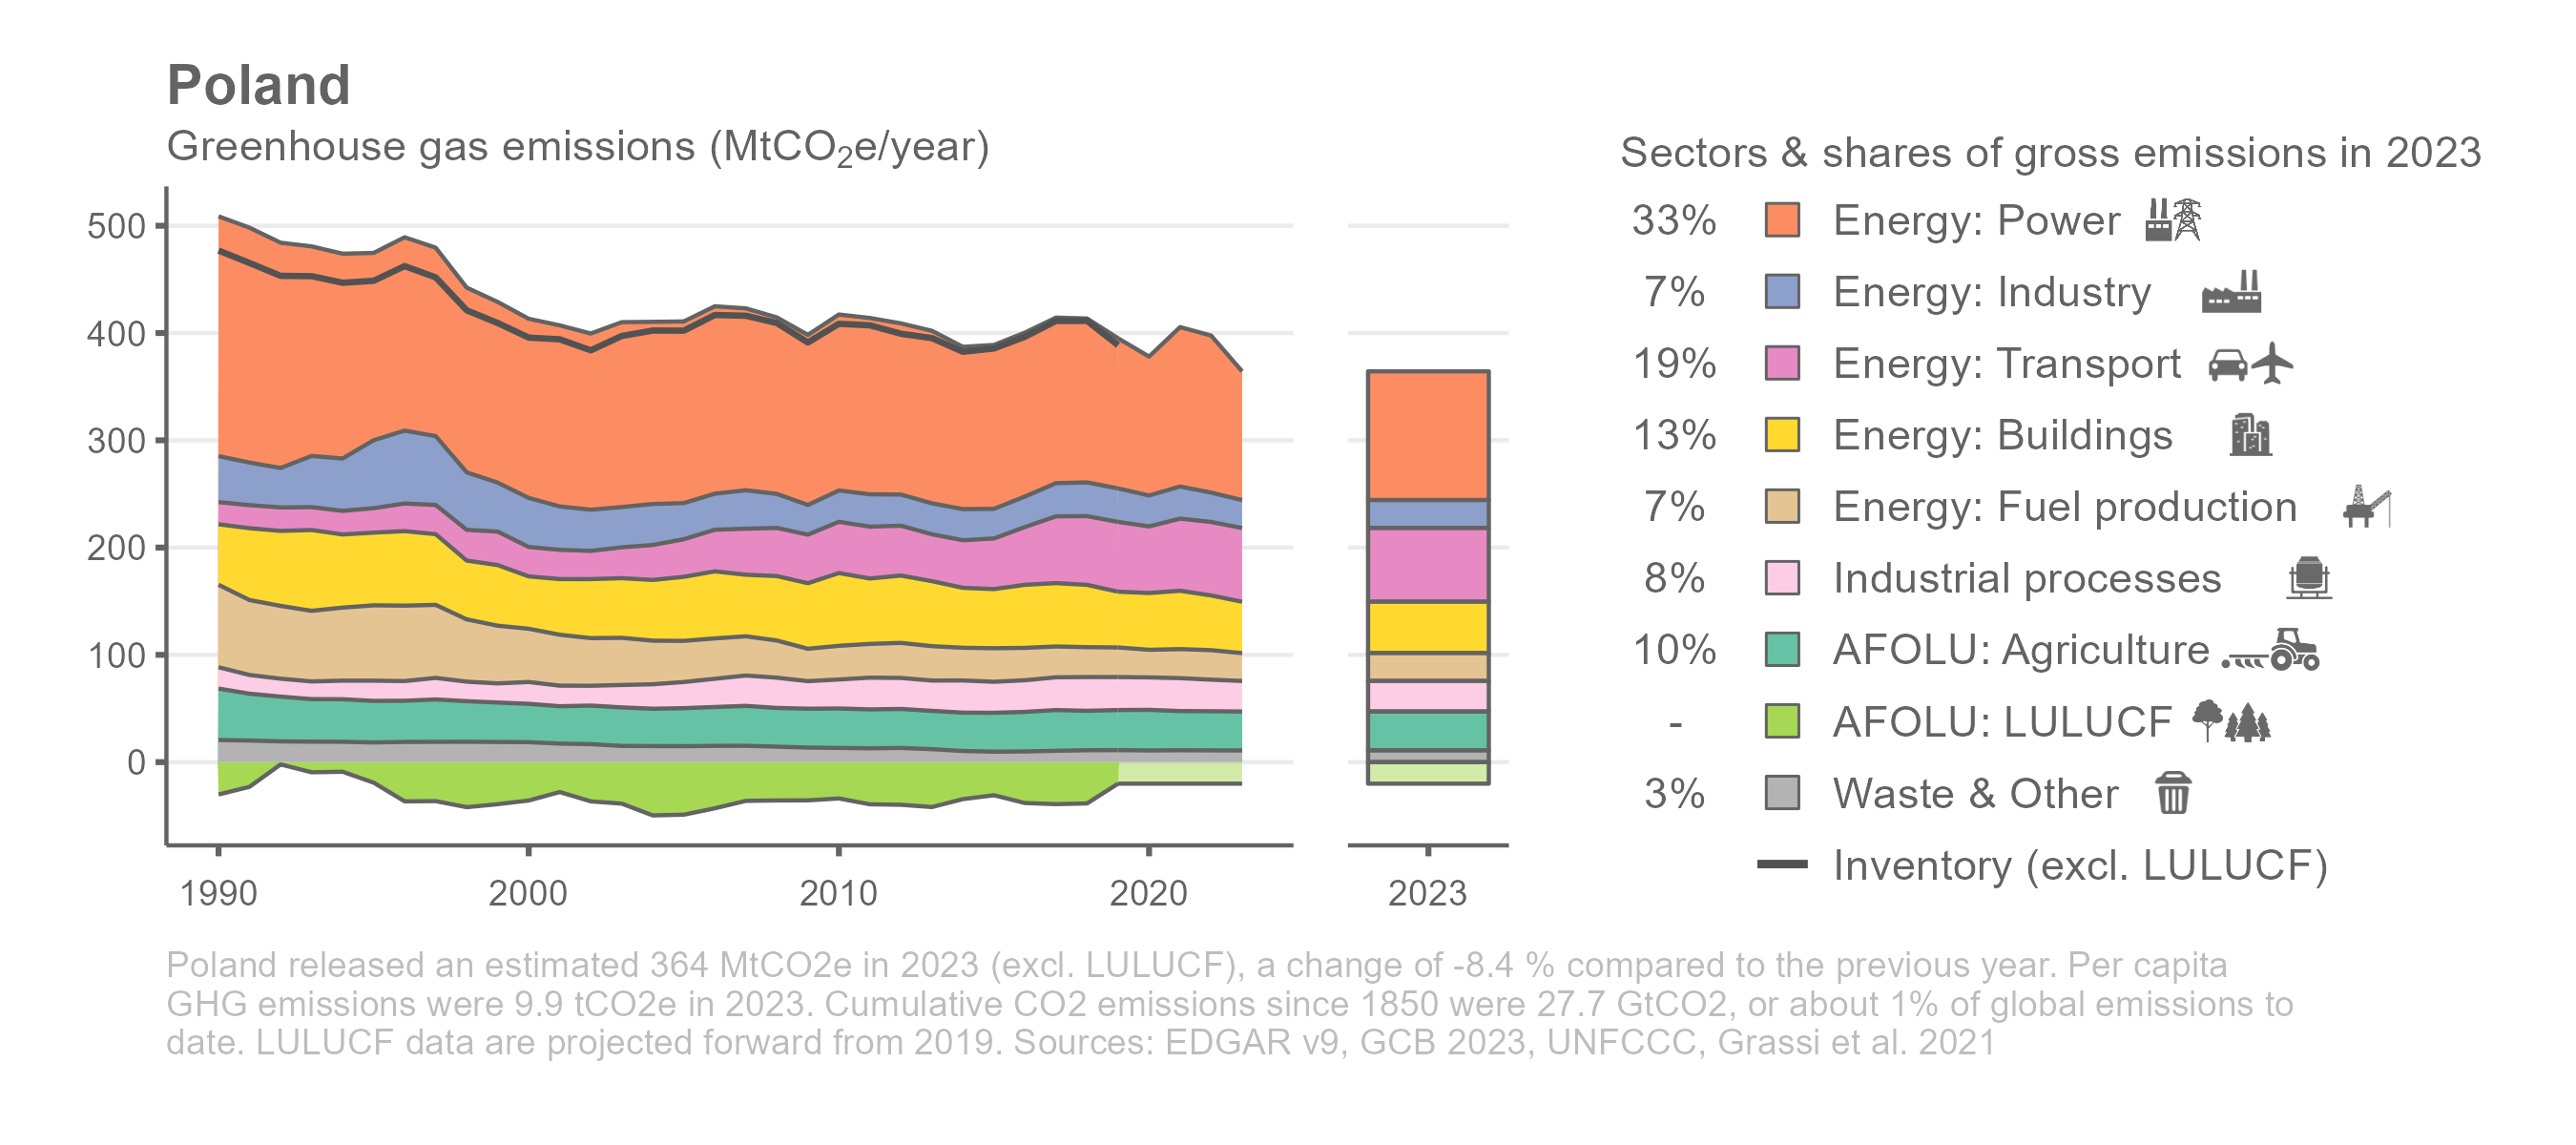 Poland
Greenhouse gas emissions (MtCO₂e/year)
500
400
300
200
100
0
1990
2000
2010
2020
2023
Sectors & shares of gross emissions in 2023
33% Energy: Power
7% Energy: Industry
19% Energy: Transport
13% Energy: Buildings
7% Energy: Fuel production
8% Industrial processes
10% AFOLU: Agriculture
- AFOLU: LULUCF
3% Waste & Other
Inventory (excl. LULUCF)
Poland released an estimated 364 MtCO2e in 2023 (excl. LULUCF), a change of -8.4 % compared to the previous year. Per capita
GHG emissions were 9.9 tCO2e in 2023. Cumulative CO2 emissions since 1850 were 27.7 GtCO2, or about 1% of global emissions to
date. LULUCF data are projected forward from 2019. Sources: EDGAR v9, GCB 2023, UNFCCC, Grassi et al. 2021